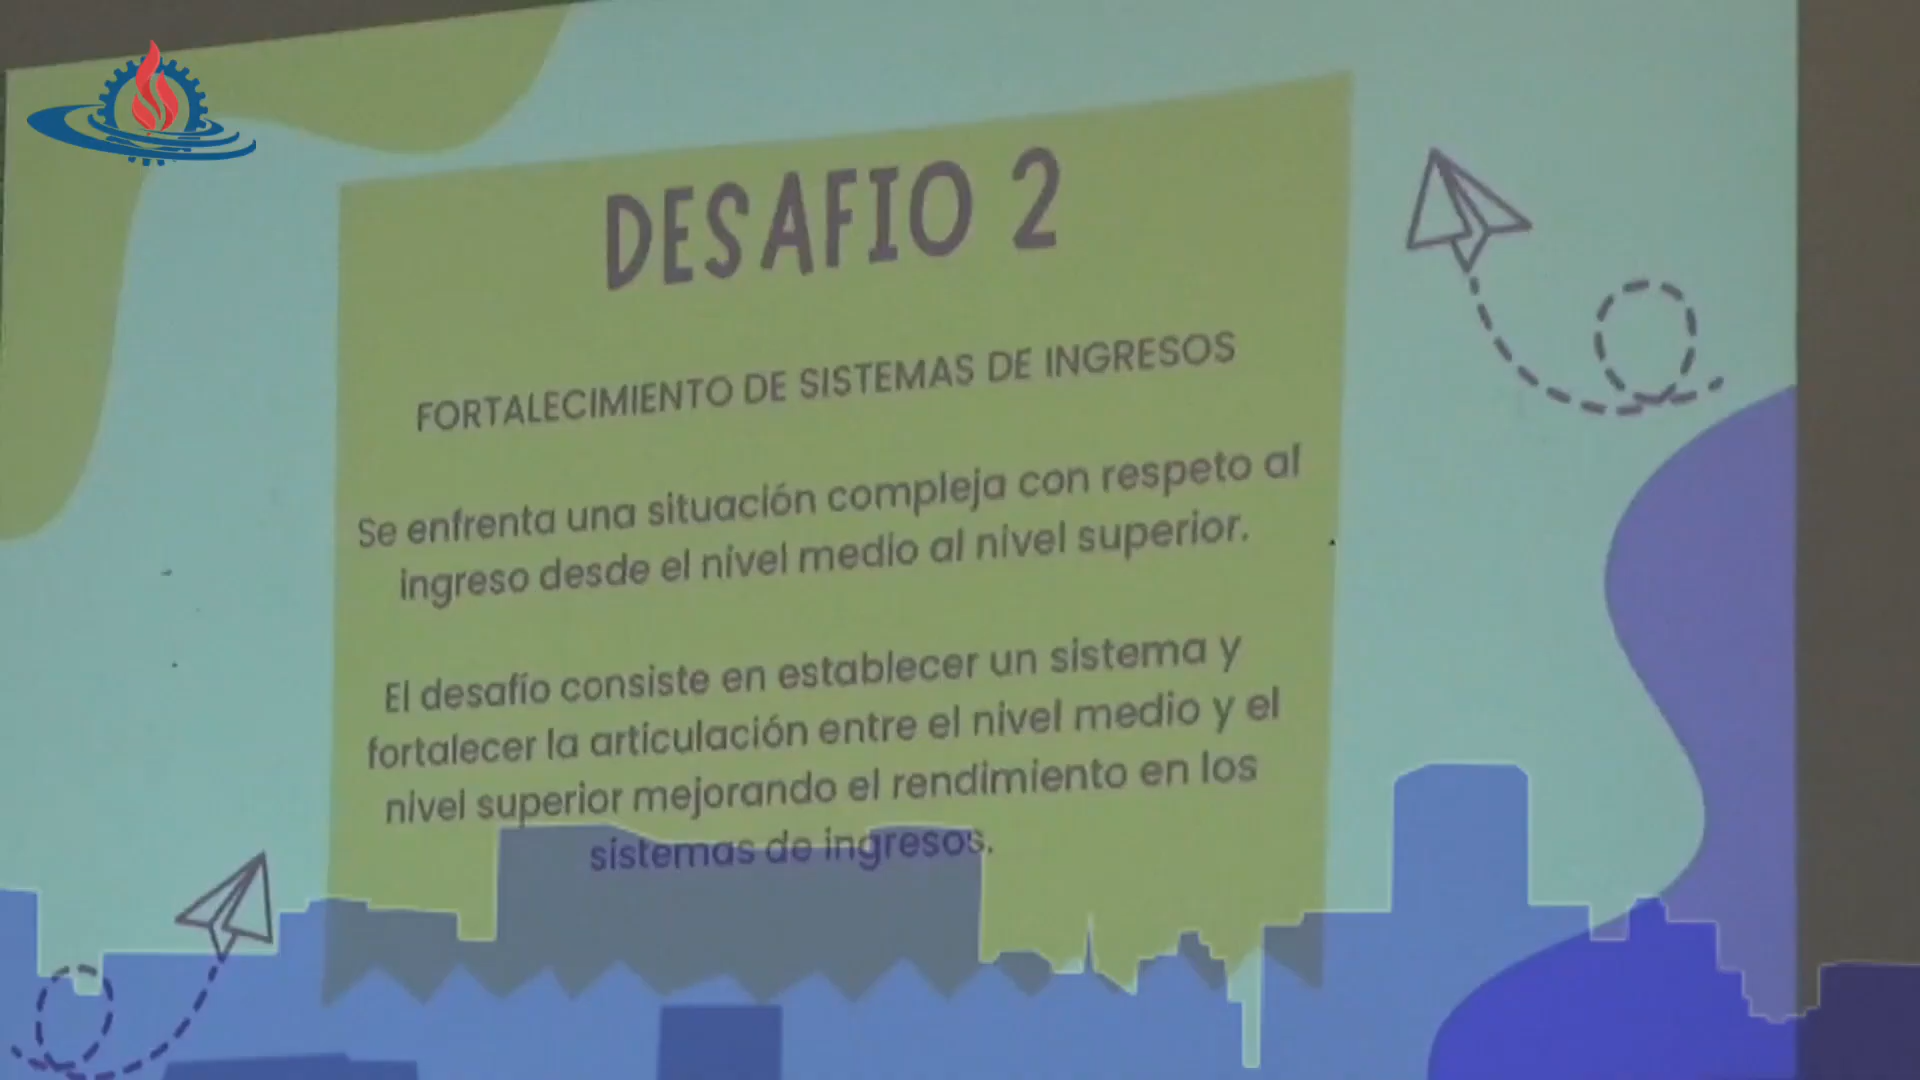 DESAFIO 2
FORTALECIMIENTO DE SISTEMAS DE INGRESOS
Se enfrenta una situación compleja con respeto al
ingreso desde el nivel medio al nivel superior.
El desafío consiste en establecer un sistema y
fortalecer la articulación entre el nivel medio y el
nivel superior mejorando el rendimiento en los
sistemas de ingresos.